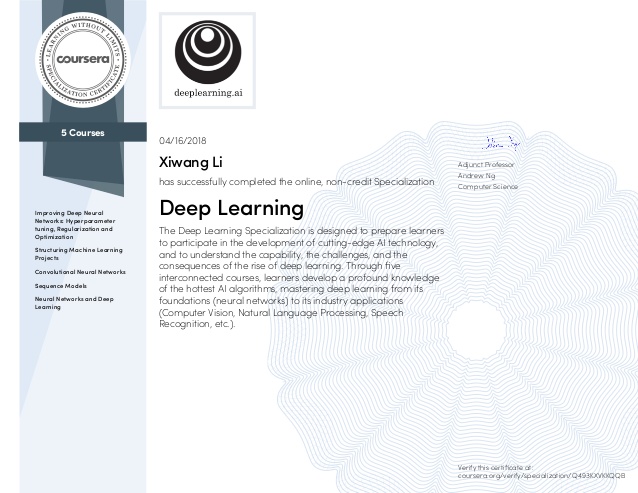 LEARNING WITHOUT LIMITS
coursera
SPECIALIZATION CERTIFICATE
5 Courses
Improving Deep Neural
Networks: Hyperparameter
tuning, Regularization and
Optimization
Structuring Machine Learning
Projects
Convolutional Neural Networks
Sequence Models
Neural Networks and Deep
Learning
deeplearning.ai
04/16/2018
Xiwang Li
has successfully completed the online, non-credit Specialization
Deep Learning
The Deep Learning Specialization is designed to prepare learners
to participate in the development of cutting-edge AI technology,
and to understand the capability, the challenges, and the
consequences of the rise of deep learning. Through five
interconnected courses, learners develop a profound knowledge
of the hottest AI algorithms, mastering deep learning from its
foundations (neural networks) to its industry applications
(Computer Vision, Natural Language Processing, Speech
Recognition, etc.).
Adjunct Professor
Andrew Ng
Computer Science
Verify this certificate at:
coursera.org/verify/specialization/Q493KXVKKQQB